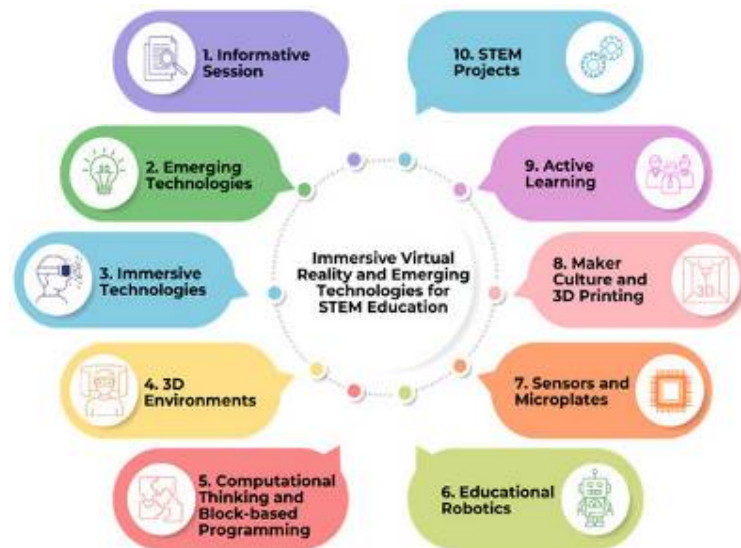 1. Informative
Session
2. Emerging
Technologies
3. Immersive
Technologies
4. 3D
Environments
5. Computational
Thinking and
Block-based
Programming
6. Educational
Robotics
7. Sensors and
Microplates
8. Maker
Culture and
3D Printing
3D
9. Active
Learning
10. STEM
Projects
Immersive Virtual
Reality and Emerging
Technologies for
STEM Education